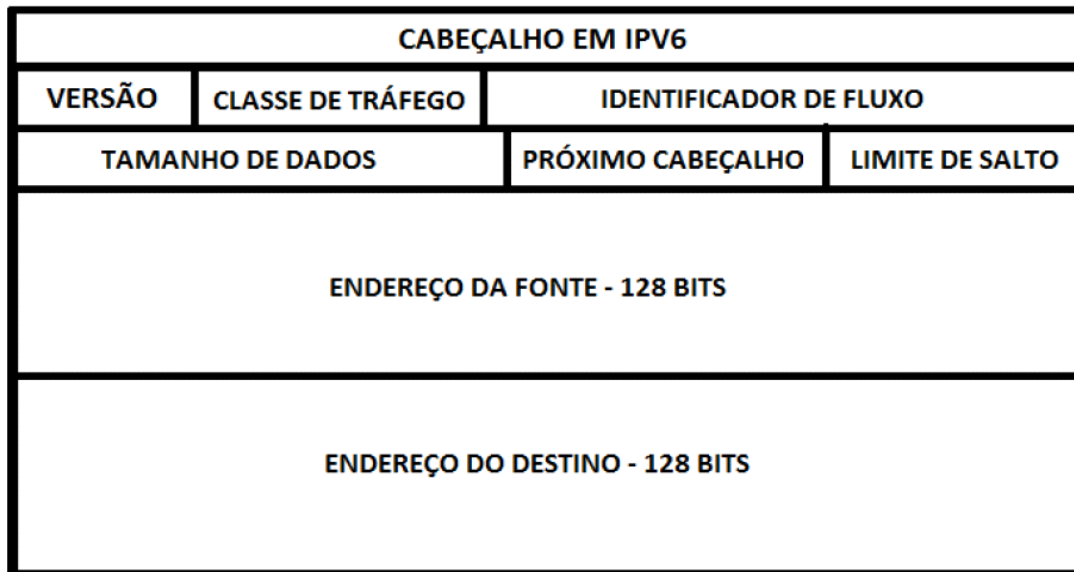 CABEÇALHO EM IPV6
VERSÃO CLASSE DE TRÁFEGO IDENTIFICADOR DE FLUXO
TAMANHO DE DADOS PRÓXIMO CABEÇALHO LIMITE DE SALTO
ENDEREÇO DA FONTE - 128 BITS
ENDEREÇO DO DESTINO - 128 BITS